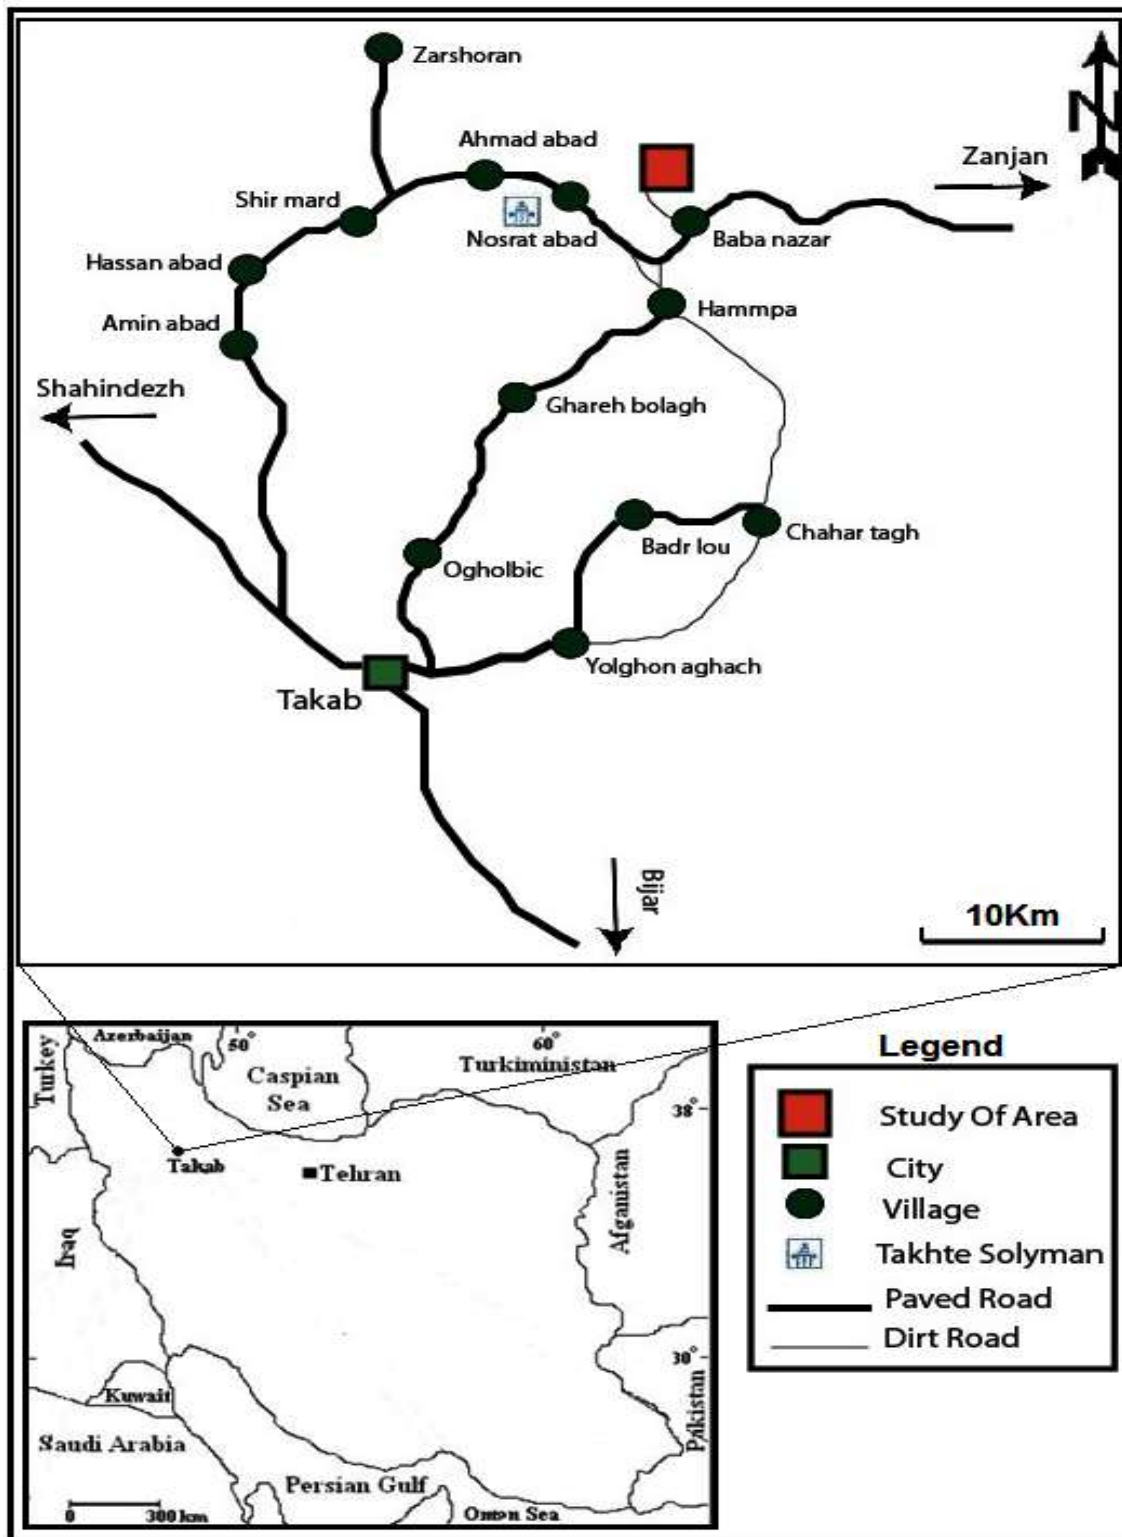 Zarshoran
N
Ahmad abad
Zanjan
Shir mard
Nosrat abad
Baba nazar
Hassan abad
Hammpa
Amin abad
Shahindezh
Ghareh bolagh
Badr lou
Chahar tagh
Ogholbic
Yolghon aghach
Takab
Bijar
10Km
Azerbaijan
50°
60°
Turkey
Caspian
Sea
Turkiministan
38°
Takab
Tehran
Afganistan
Iraq
30°
Kuwait
Pakistan
Saudi Arabia
Persian Gulf
Oman Sea
0 300 km
Legend
Study Of Area
City
Village
Takhte Solyman
Paved Road
Dirt Road